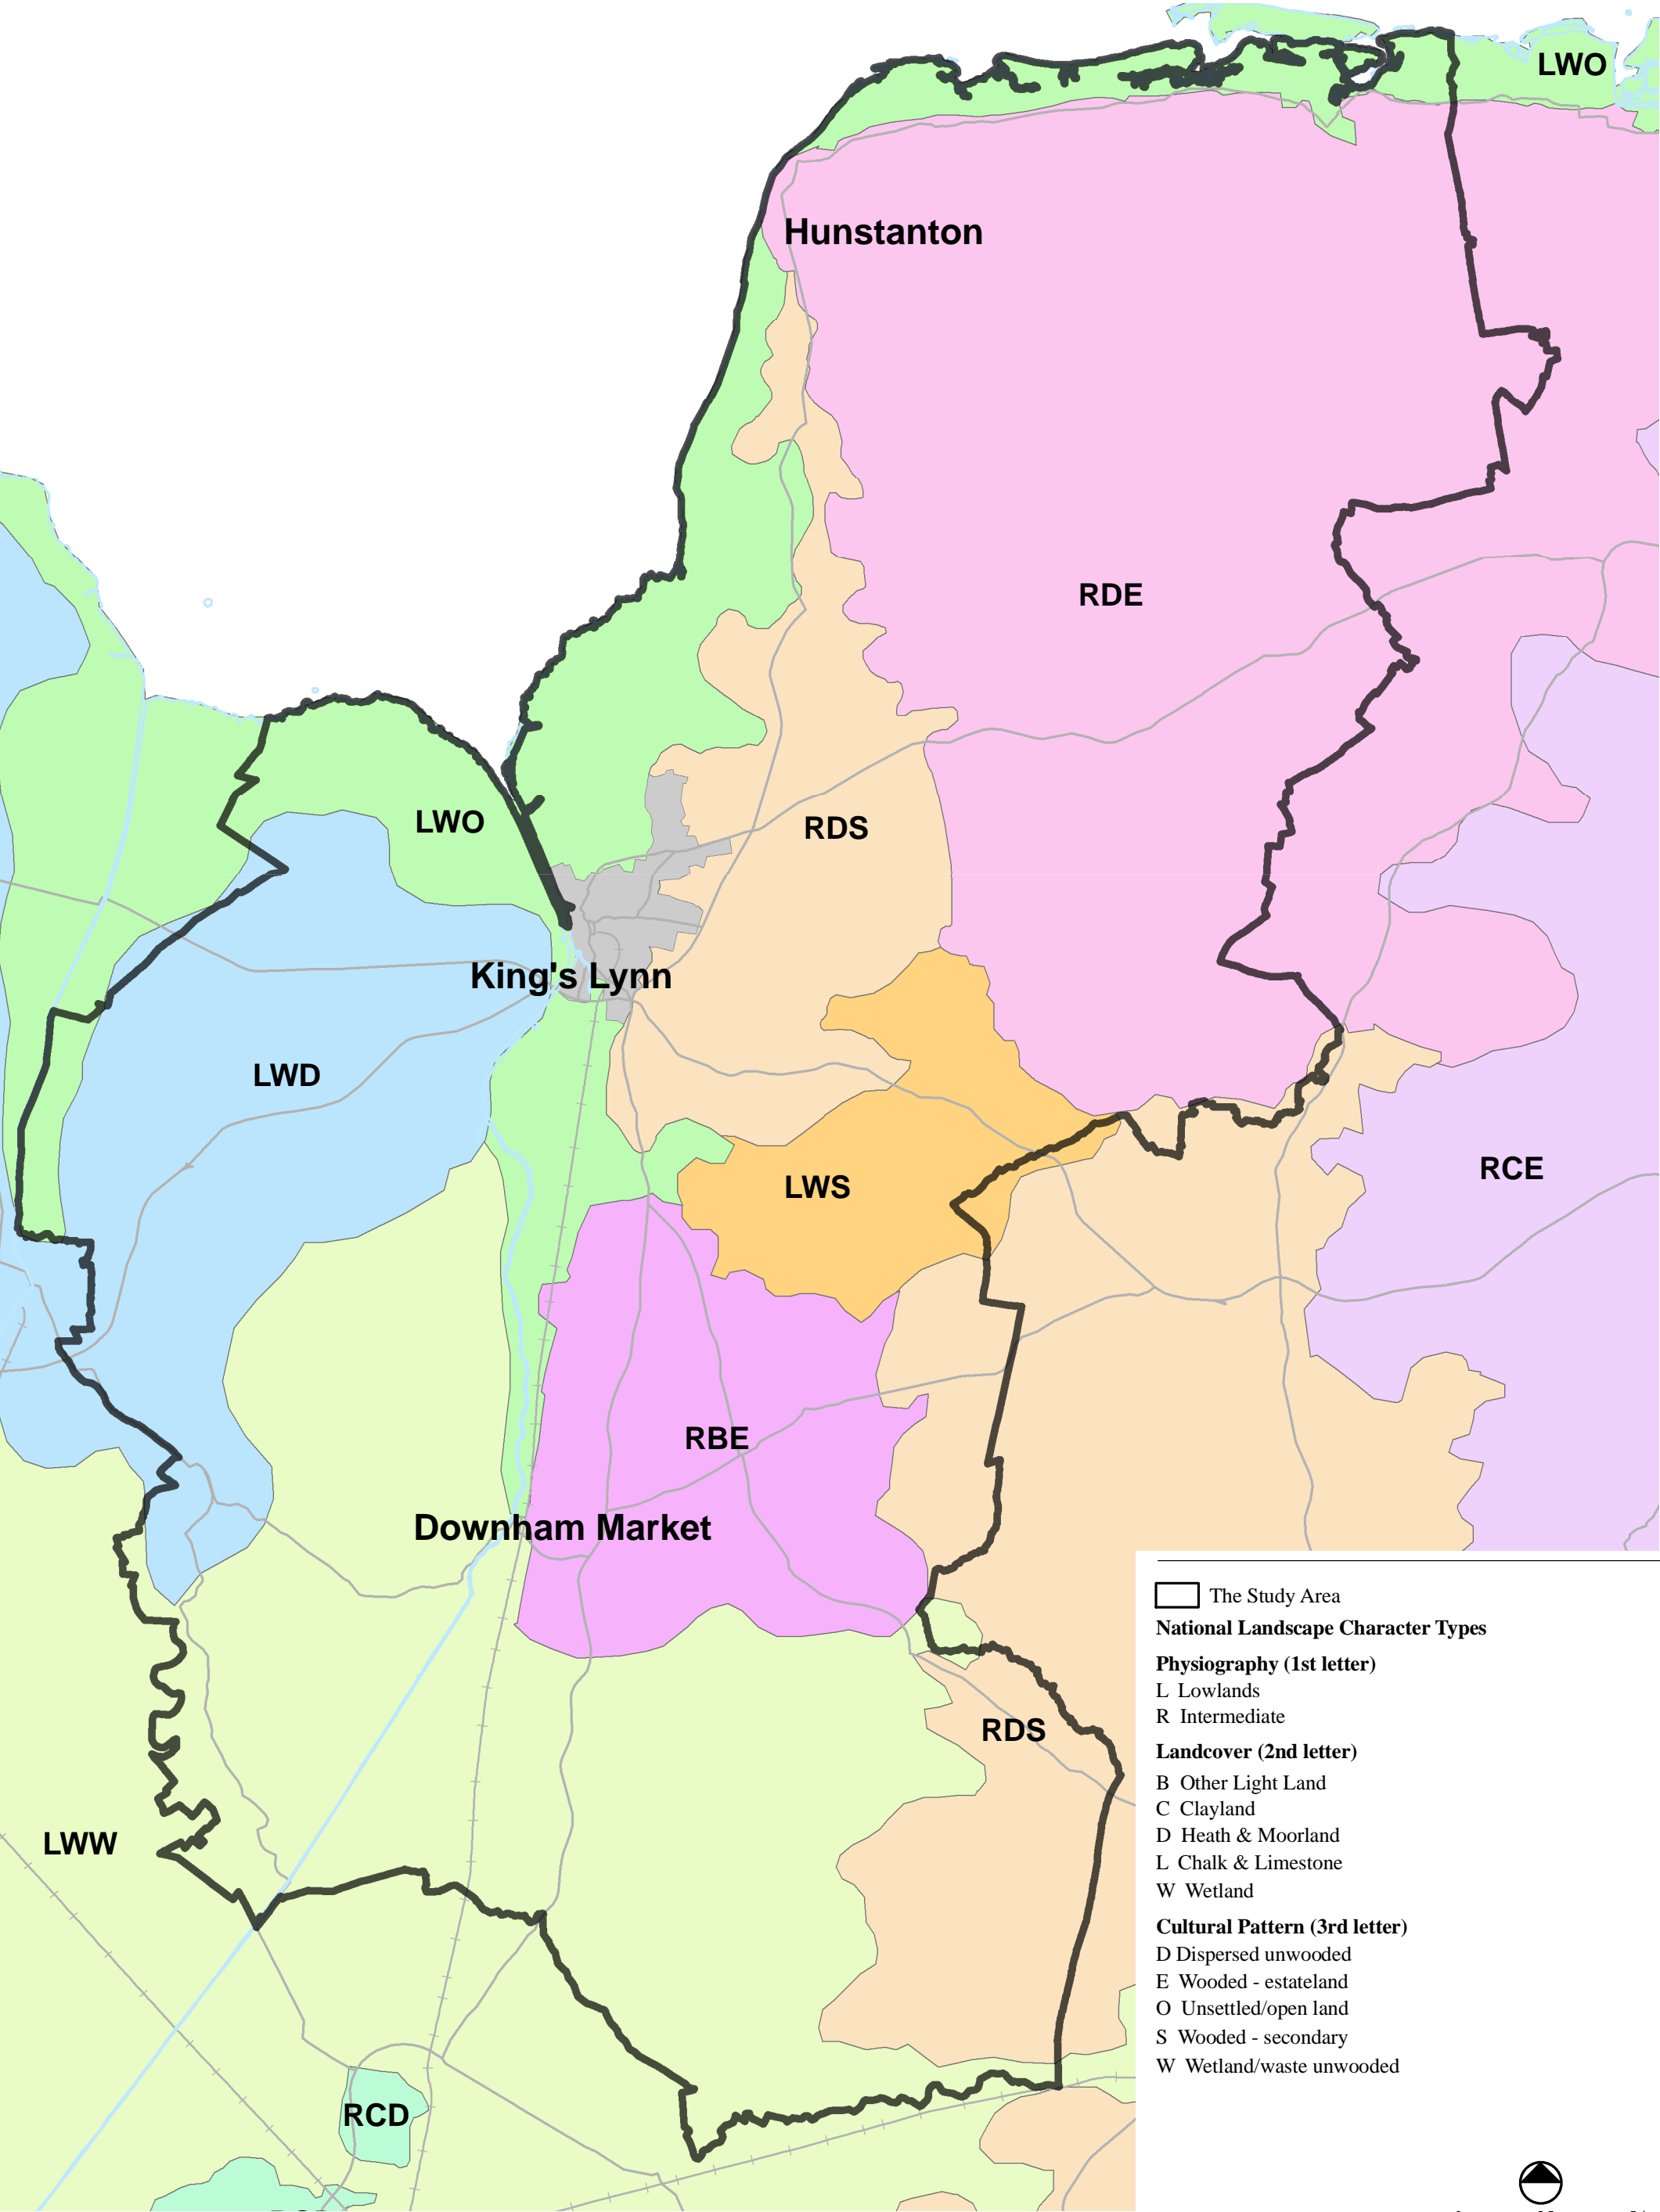 LWO
Hunstanton
RDE
LWO
RDS
King's Lynn
LWD
RCE
LWS
RBE
Downham Market
RDS
LWW
RCD
The Study Area
National Landscape Character Types
Physiography (1st letter)
L Lowlands
R Intermediate
Landcover (2nd letter)
B Other Light Land
C Clayland
D Heath & Moorland
L Chalk & Limestone
W Wetland
Cultural Pattern (3rd letter)
D Dispersed unwooded
E Wooded - estateland
O Unsettled/open land
S Wooded - secondary
W Wetland/waste unwooded